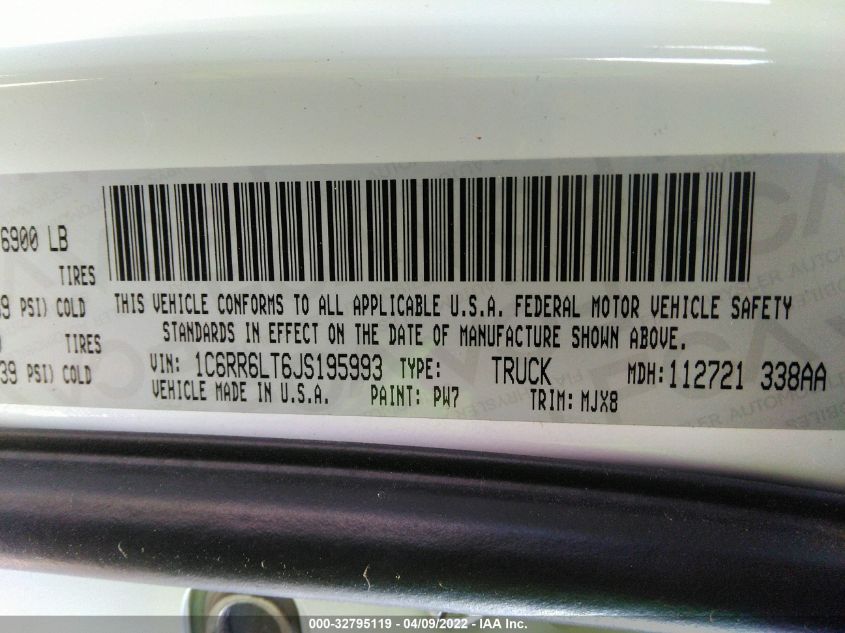 6900 LB
TIRES
39 PSI) COLD
TIRES
39 PSI) COLD
THIS VEHICLE CONFORMS TO ALL APPLICABLE U.S.A. FEDERAL MOTOR VEHICLE SAFETY
STANDARDS IN EFFECT ON THE DATE OF MANUFACTURE SHOWN ABOVE.
VIN: 1C6RR6LT6JS195993 TYPE: TRUCK MDH: 112721 338AA
VEHICLE MADE IN U.S.A. PAINT: PW7 TRIM: MJX8
000-32795119 - 04/09/2022 - IAA Inc.